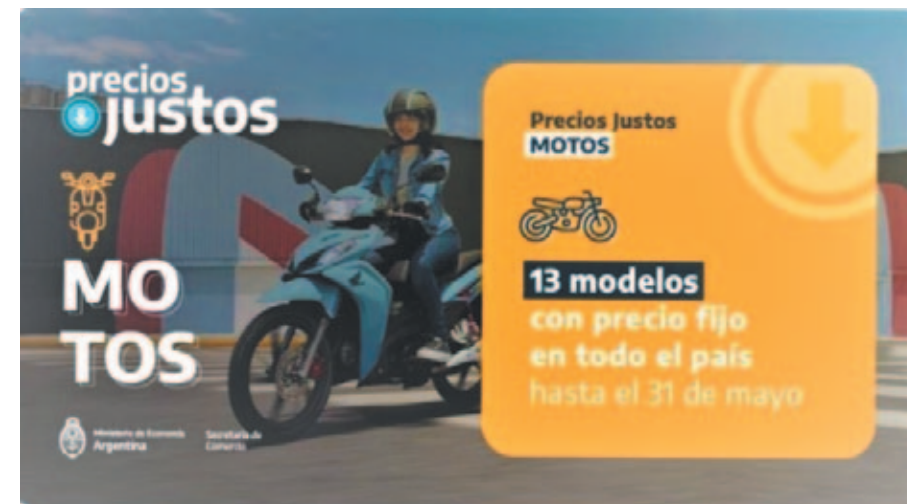 precios
justos
MO
TOS
Ministerio de Economía
Argentina
Secretaría de
Comercio
Precios Justos
MOTOS
13 modelos
con precio fijo
en todo el país
hasta el 31 de mayo